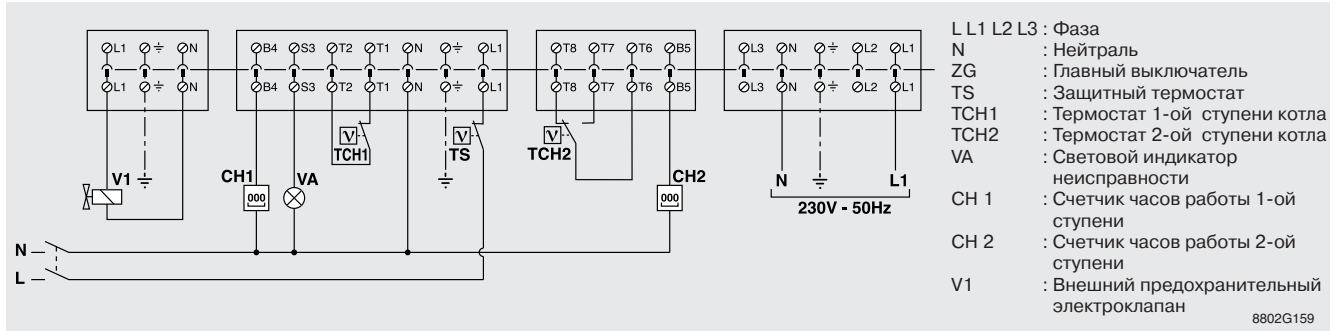 L1 ⏚ N B4 S3 T2 T1 N ⏚ L1 T8 T7 T6 B5 L3 N ⏚ L2 L1
L1 ⏚ N B4 S3 T2 T1 N ⏚ L1 T8 T7 T6 B5 L3 N ⏚ L2 L1
TCH1 TS TCH2
V1 CH1 VA CH2 N L1
000 000
230V - 50Hz
N
L
L L1 L2 L3 : Фаза
N : Нейтраль
ZG : Главный выключатель
TS : Защитный термостат
TCH1 : Термостат 1-ой ступени котла
TCH2 : Термостат 2-ой ступени котла
VA : Световой индикатор
неисправности
CH 1 : Счетчик часов работы 1-ой
ступени
CH 2 : Счетчик часов работы 2-ой
ступени
V1 : Внешний предохранительный
электроклапан
8802G159